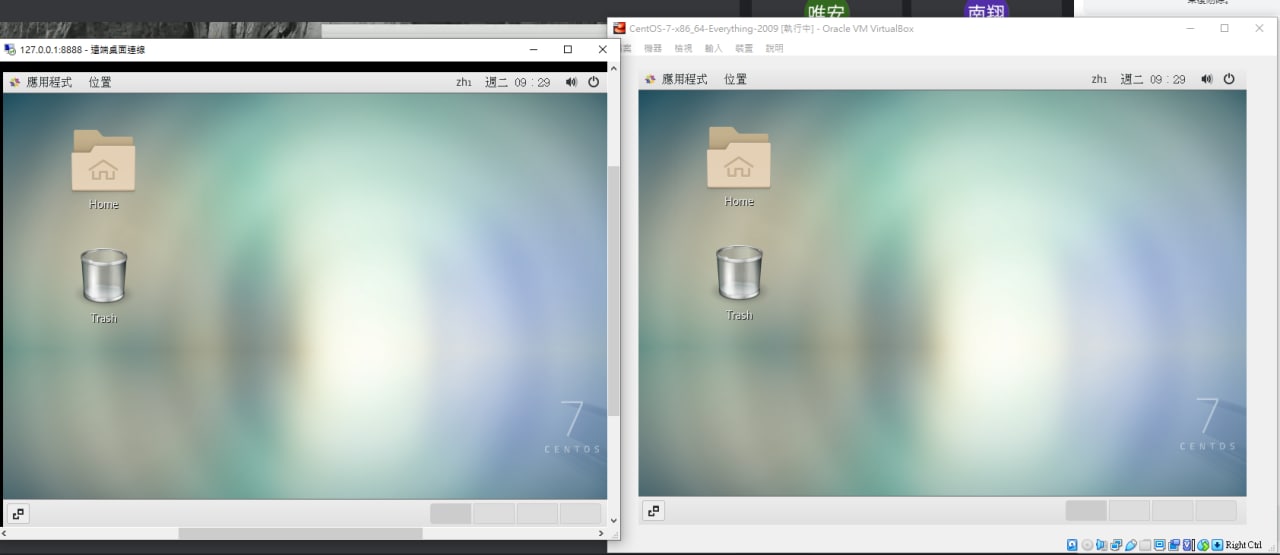 唯安
南翔
127.0.0.1:8888 - 遠端桌面連線
應用程式 位置 zh1 週二 09：29
Home
Trash
7
CENTOS
CentOS-7-x86_64-Everything-2009 [執行中] - Oracle VM VirtualBox
機器 檢視 輸入 裝置 說明
應用程式 位置 zh1 週二 09：29
Home
Trash
7
CENTOS
Right Ctrl